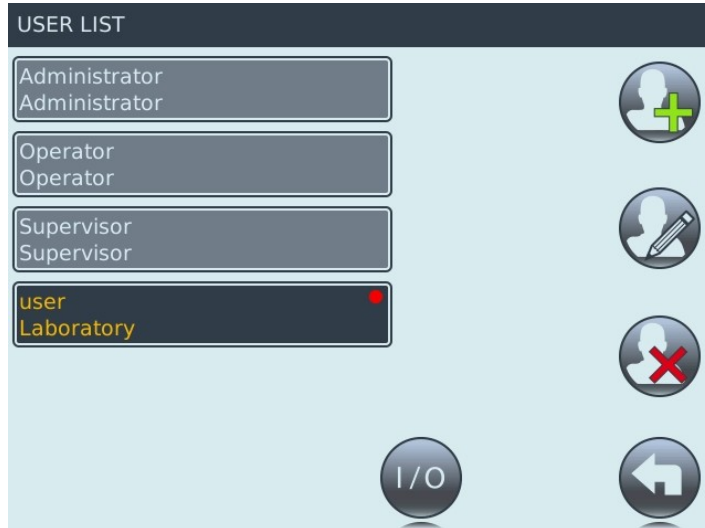 USER LIST
Administrator
Administrator
Operator
Operator
Supervisor
Supervisor
user
Laboratory
I/O